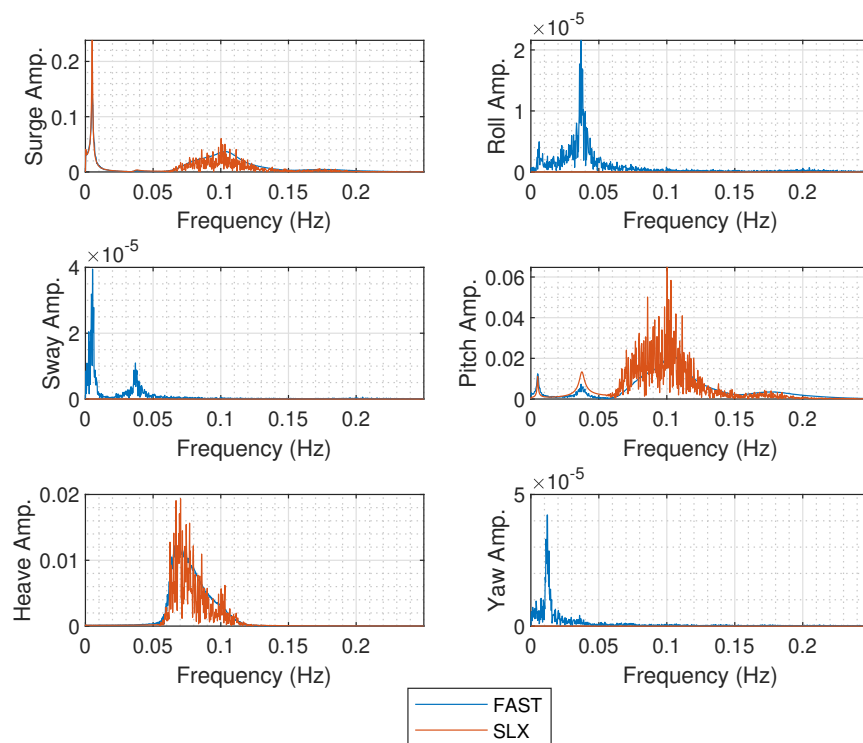 Surge Amp.
0.2
0.1
0
0 0.05 0.1 0.15 0.2
Frequency (Hz)
×10-5
Roll Amp.
2
1
0
0 0.05 0.1 0.15 0.2
Frequency (Hz)
×10-5
Sway Amp.
4
2
0
0 0.05 0.1 0.15 0.2
Frequency (Hz)
Pitch Amp.
0.06
0.04
0.02
0
0 0.05 0.1 0.15 0.2
Frequency (Hz)
Heave Amp.
0.02
0.01
0
0 0.05 0.1 0.15 0.2
Frequency (Hz)
×10-5
Yaw Amp.
5
0
0 0.05 0.1 0.15 0.2
Frequency (Hz)
FAST
SLX